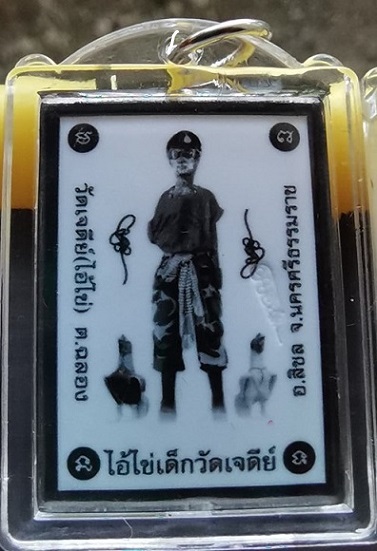 วัดเจดีย์(ไอ้ไข่) ต.ฉลอง
อ.สิชล จ.นครศรีธรรมราช
ไอ้ไข่เด็กวัดเจดีย์